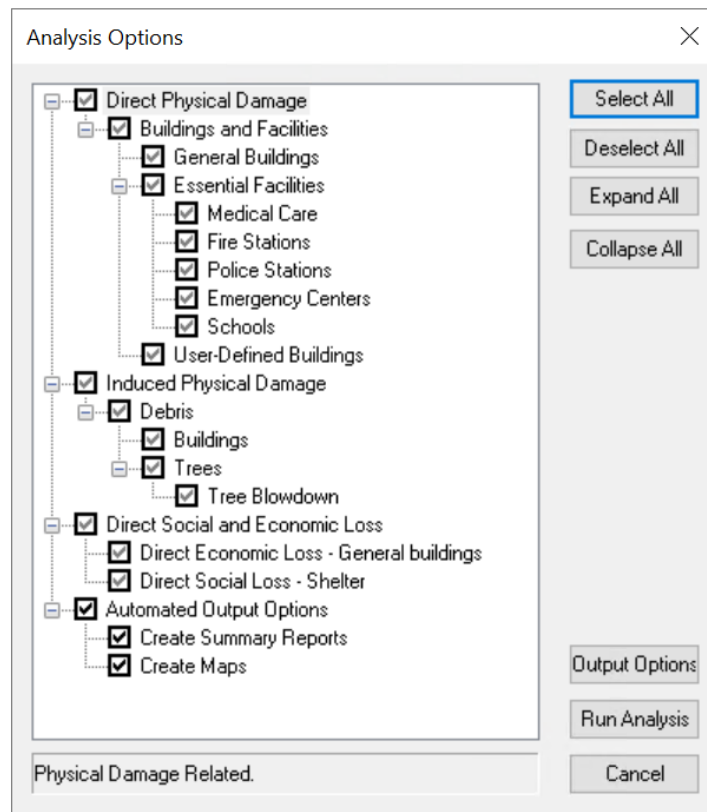 Analysis Options
Direct Physical Damage
Buildings and Facilities
General Buildings
Essential Facilities
Medical Care
Fire Stations
Police Stations
Emergency Centers
Schools
User-Defined Buildings
Induced Physical Damage
Debris
Buildings
Trees
Tree Blowdown
Direct Social and Economic Loss
Direct Economic Loss - General buildings
Direct Social Loss - Shelter
Automated Output Options
Create Summary Reports
Create Maps
Select All
Deselect All
Expand All
Collapse All
Output Options
Run Analysis
Cancel
Physical Damage Related.